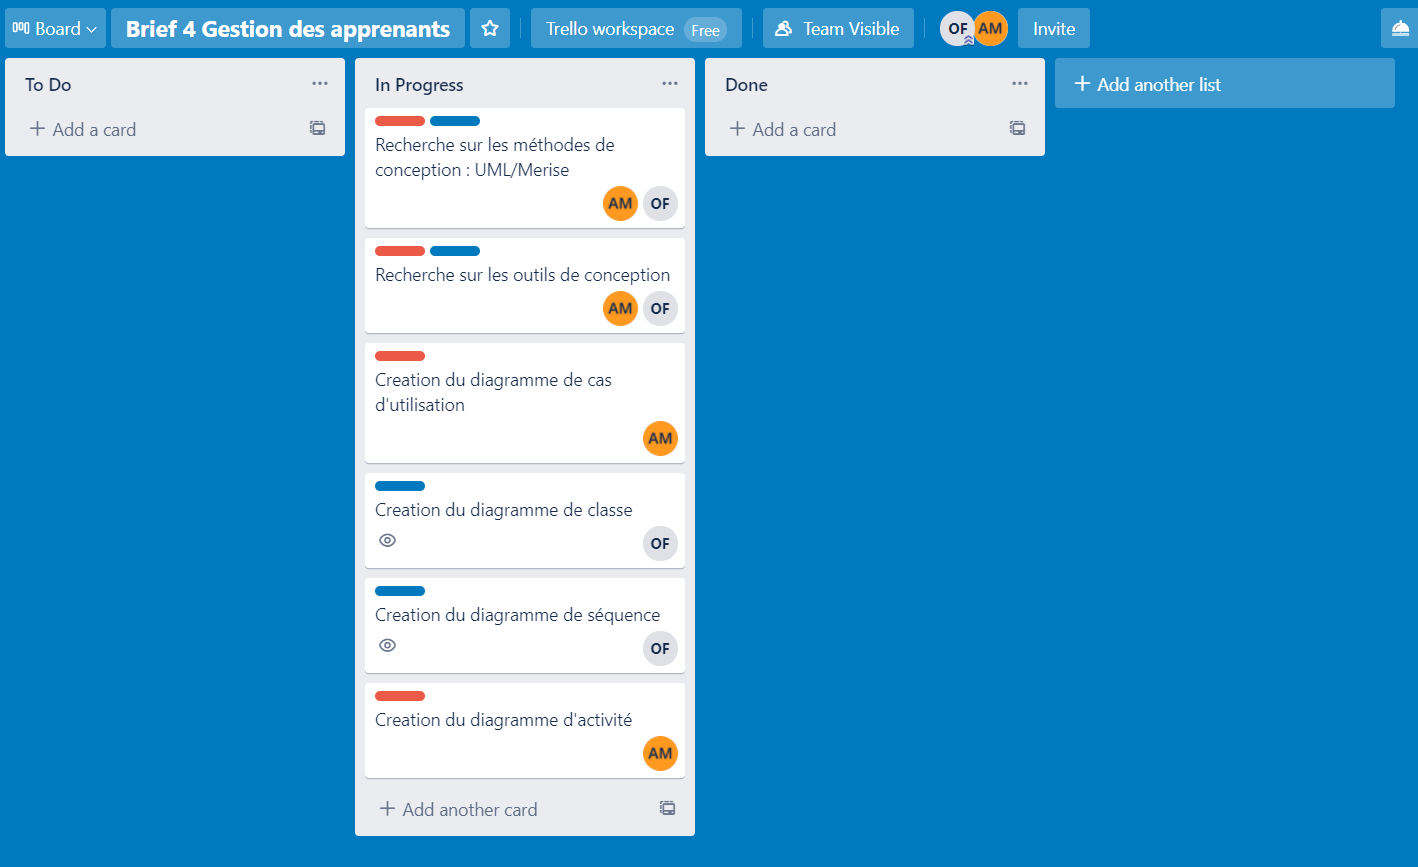 Board
Brief 4 Gestion des apprenants
Trello workspace Free
Team Visible
OF AM
Invite
To Do
Add a card
In Progress
Recherche sur les méthodes de
conception : UML/Merise
AM OF
Recherche sur les outils de conception
AM OF
Creation du diagramme de cas
d'utilisation
AM
Creation du diagramme de classe
OF
Creation du diagramme de séquence
OF
Creation du diagramme d'activité
AM
Add another card
Done
Add a card
Add another list